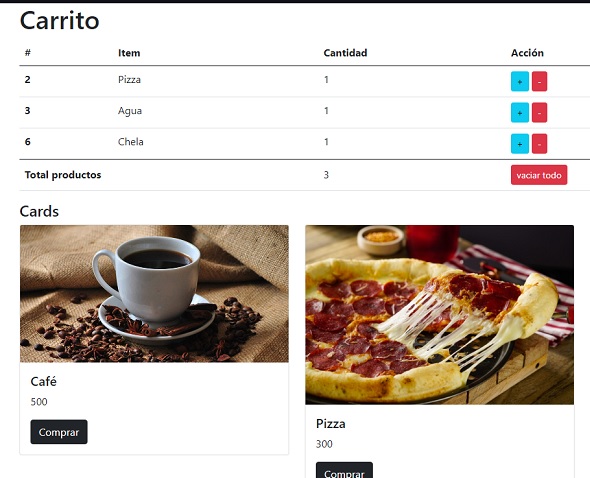 Carrito
# Item Cantidad Acción
2 Pizza 1 + -
3 Agua 1 + -
6 Chela 1 + -
Total productos 3 vaciar todo
Cards
Café
500
Comprar
Pizza
300
Comprar